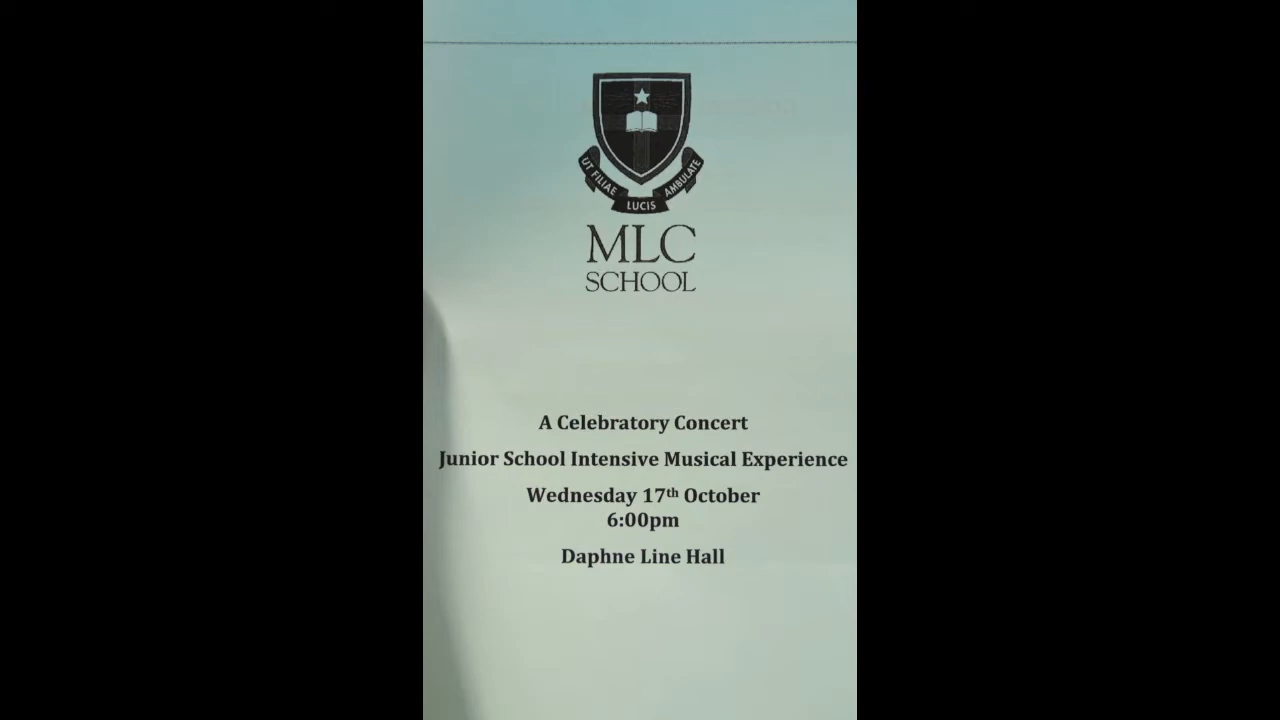 UT FILIAE LUCIS AMBULATE
MLC
SCHOOL
A Celebratory Concert
Junior School Intensive Musical Experience
Wednesday 17th October
6:00pm
Daphne Line Hall